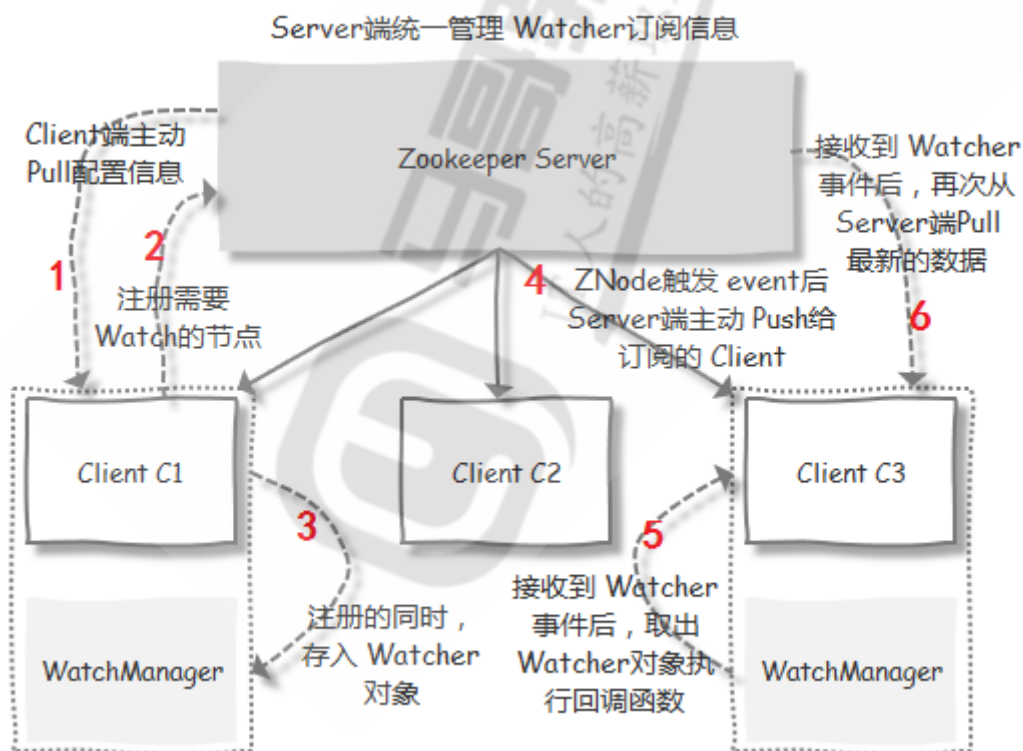 Server端统一管理 Watcher订阅信息
Client端主动
Pull配置信息
Zookeeper Server
接收到 Watcher
事件后，再次从
Server端Pull
最新的数据
1
2
注册需要
Watch的节点
4
ZNode触发 event后
Server端主动 Push给
订阅的 Client
6
Client C1
Client C2
Client C3
3
5
注册的同时，
存入 Watcher
对象
接收到 Watcher
事件后，取出
Watcher对象执
行回调函数
WatchManager
WatchManager
人的高薪